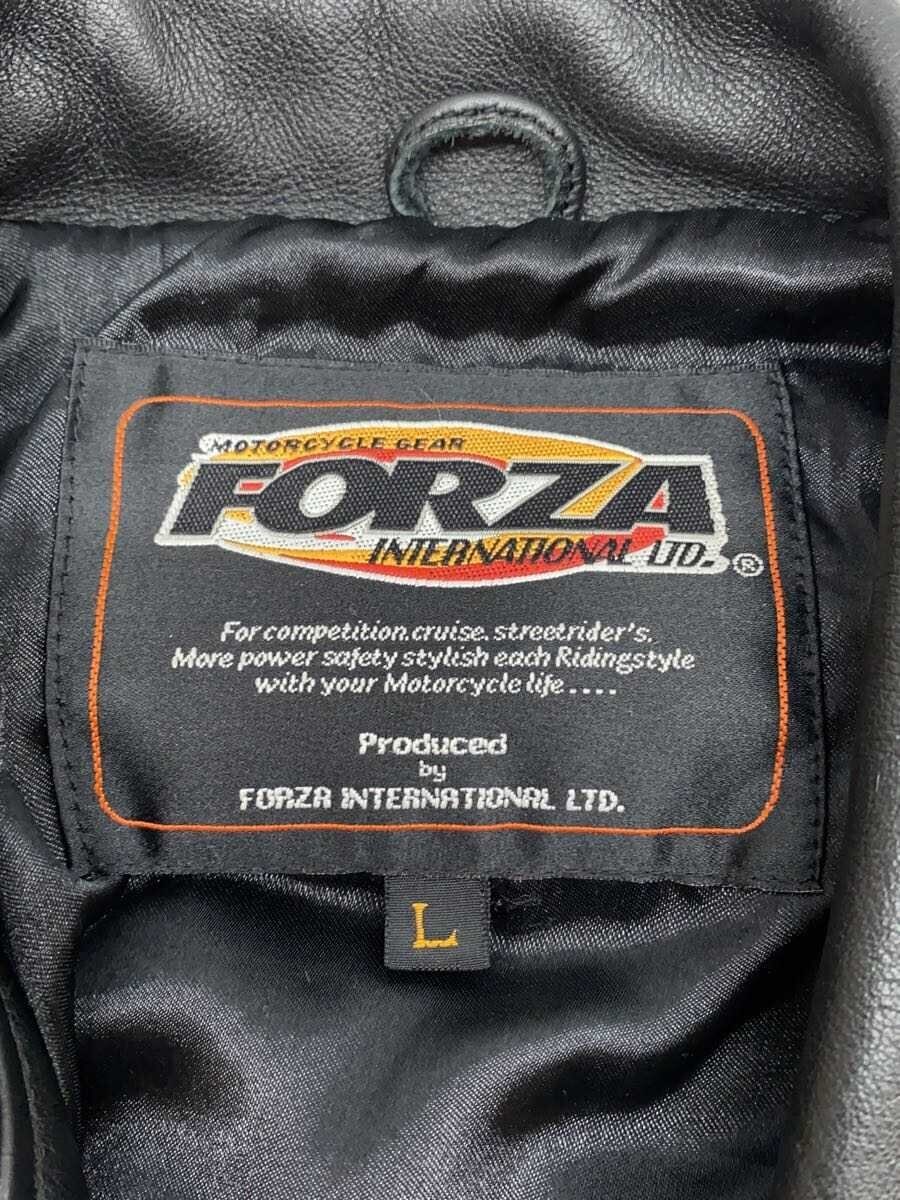 MOTORCYCLE GEAR
FORZA
INTERNATIONAL LTD.®
For competition.cruise.streetrider's.
More power safety stylish each Ridingstyle
with your Motorcycle life....
Produced
by
FORZA INTERNATIONAL LTD.
L